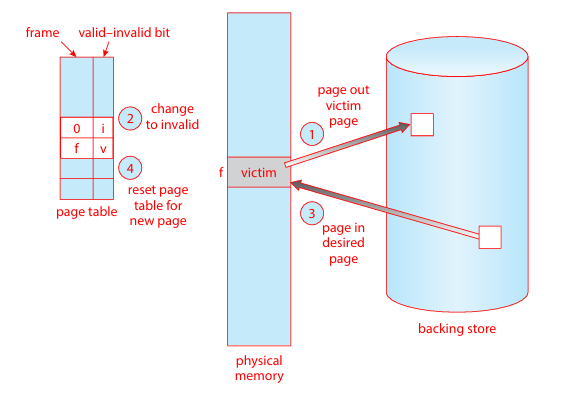 frame
valid–invalid bit
0
i
f
v
2
change
to invalid
4
reset page
table for
new page
page table
f
victim
physical
memory
1
page out
victim
page
3
page in
desired
page
backing store